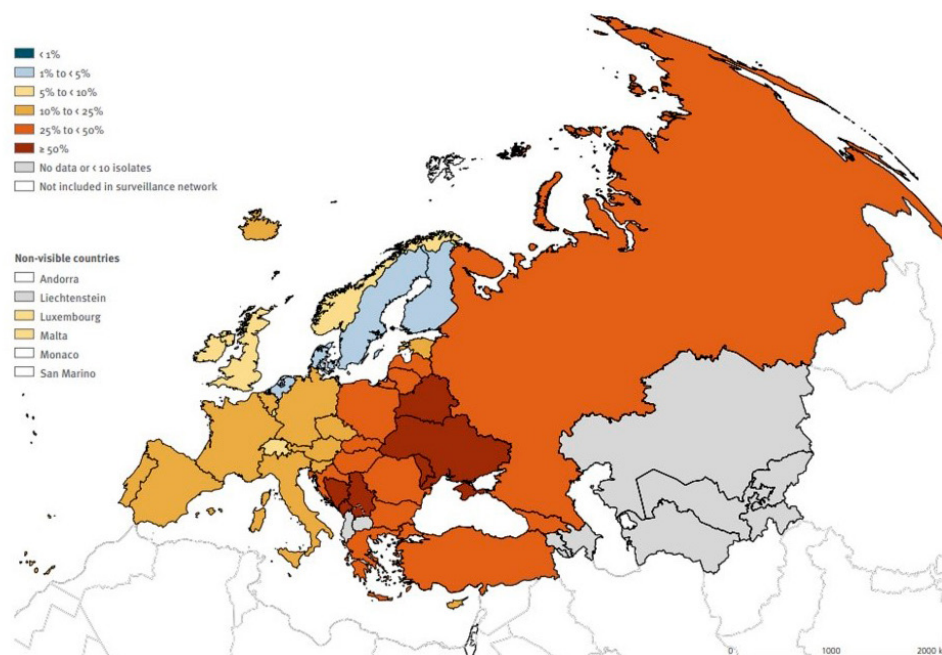 < 1%
1% to < 5%
5% to < 10%
10% to < 25%
25% to < 50%
≥ 50%
No data or < 10 isolates
Not included in surveillance network
Non-visible countries
Andorra
Liechtenstein
Luxembourg
Malta
Monaco
San Marino
0 1000 2000 k